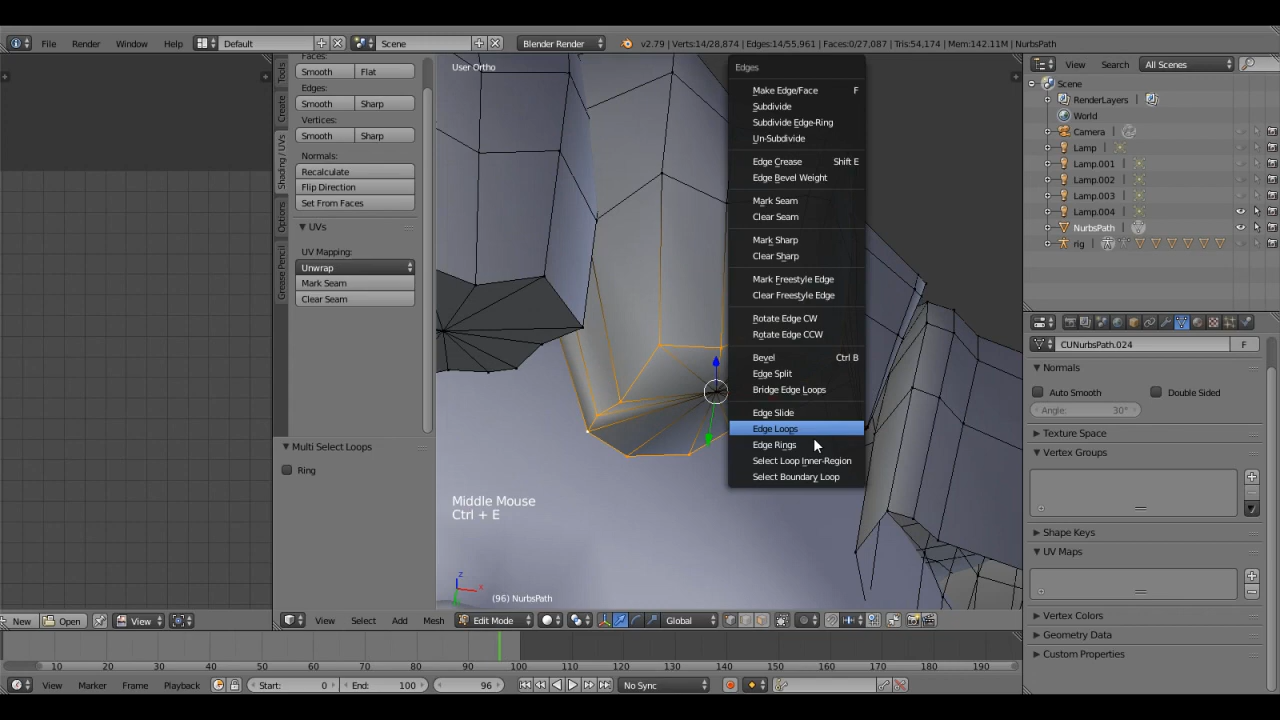 File Render Window Help Default Scene Blender Render v2.79 | Verts:14/28,874 | Edges:14/55,961 | Faces:0/27,087 | Tris:54,174 | Mem:142.11M | NurbsPath
View Search All Scenes
Tools
Create
Shading / UVs
Options
Grease Pencil
Faces:
Smooth Flat
Edges:
Smooth Sharp
Vertices:
Smooth Sharp
Normals:
Recalculate
Flip Direction
Set From Faces
UVs
UV Mapping:
Unwrap
Mark Seam
Clear Seam
Multi Select Loops
Ring
User Ortho
Edges
Make Edge/Face F
Subdivide
Subdivide Edge-Ring
Un-Subdivide
Edge Crease Shift E
Edge Bevel Weight
Mark Seam
Clear Seam
Mark Sharp
Clear Sharp
Mark Freestyle Edge
Clear Freestyle Edge
Rotate Edge CW
Rotate Edge CCW
Bevel Ctrl B
Edge Split
Bridge Edge Loops
Edge Slide
Edge Loops
Edge Rings
Select Loop Inner-Region
Select Boundary Loop
Middle Mouse
Ctrl + E
z
x
(96) NurbsPath
Scene
RenderLayers |
World
Camera |
Lamp |
Lamp.001 |
Lamp.002 |
Lamp.003 |
Lamp.004 |
NurbsPath |
rig |
CUNurbsPath.024 F
Normals
Auto Smooth Double Sided
Angle: 30°
Texture Space
Vertex Groups
Shape Keys
UV Maps
Vertex Colors
Geometry Data
Custom Properties
New Open View
View Select Add Mesh Edit Mode Global
10 20 30 40 50 60 70 80 90 100 110 120 130 140 150 160 170 180 190
View Marker Frame Playback Start: 0 End: 100 96 No Sync